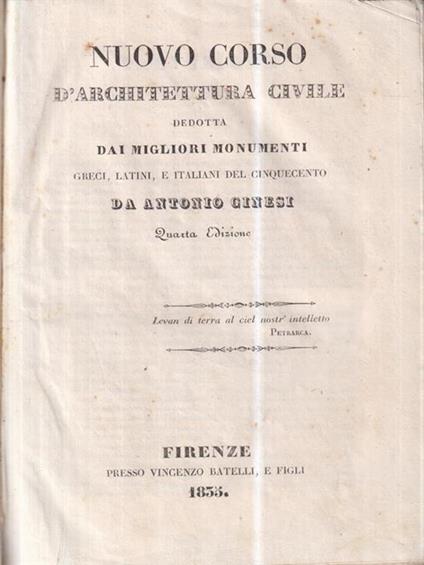 NUOVO CORSO
D'ARCHITETTURA CIVILE
DEDOTTA
DAI MIGLIORI MONUMENTI
GRECI, LATINI, E ITALIANI DEL CINQUECENTO
DA ANTONIO GINESI
Quarta Edizione
Levan di terra al ciel nostr' intelletto
PETRARCA.
FIRENZE
PRESSO VINCENZO BATELLI, E FIGLI
1835.